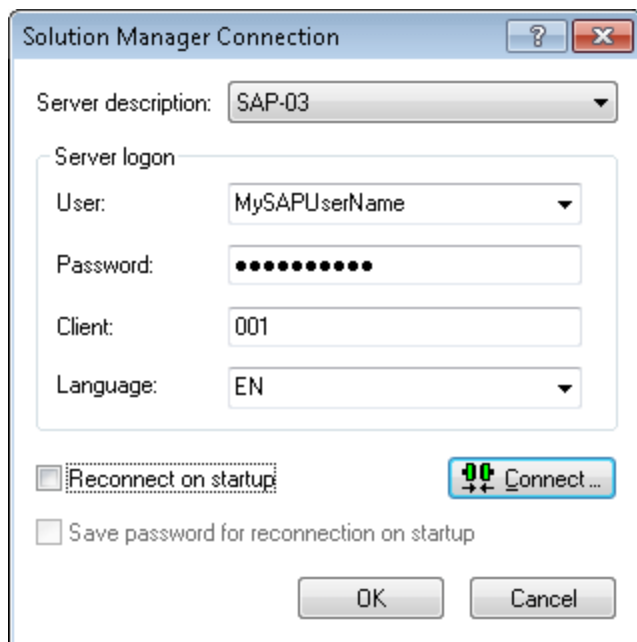 Solution Manager Connection ?
Server description: SAP-03
Server logon
User: MySAPUserName
Password: ●●●●●●●●●●
Client: 001
Language: EN
Reconnect on startup Connect ...
Save password for reconnection on startup
OK Cancel